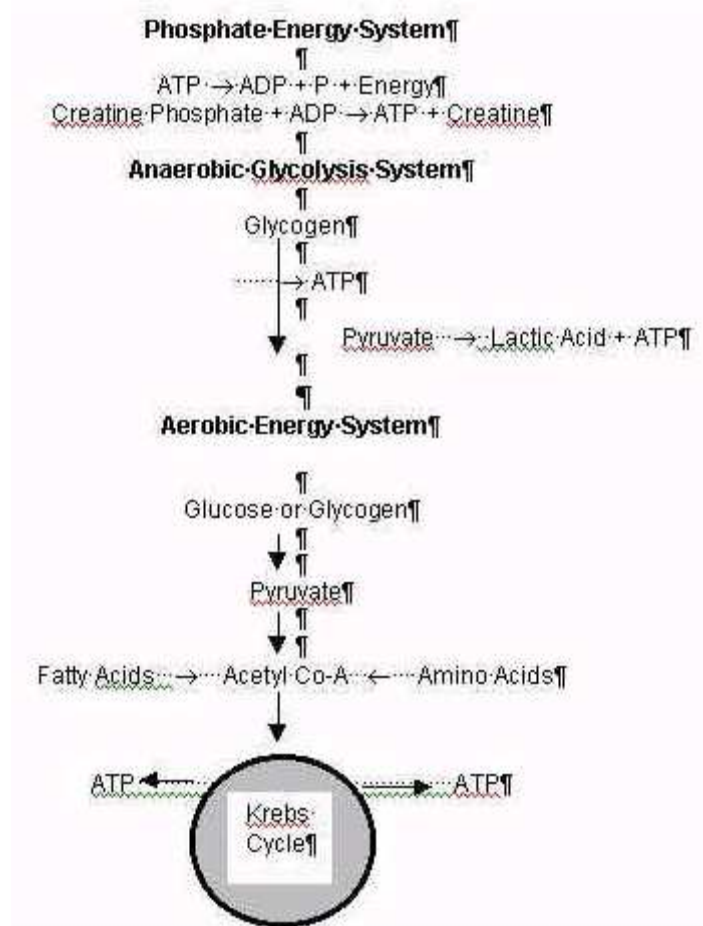 Phosphate·Energy·System¶
¶
ATP·→ADP·+·P·+·Energy¶
Creatine·Phosphate·+·ADP·→ATP·+·Creatine¶
¶
Anaerobic·Glycolysis·System¶
¶
Glycogen¶
¶
→ATP¶
¶
Pyruvate···→··Lactic·Acid·+·ATP¶
¶
¶
Aerobic·Energy·System¶
¶
Glucose·or·Glycogen¶
¶
¶
Pyruvate¶
¶
¶
Fatty·Acids···→···Acetyl·Co-A···←····Amino·Acids¶
ATP ATP¶
Krebs·
Cycle¶